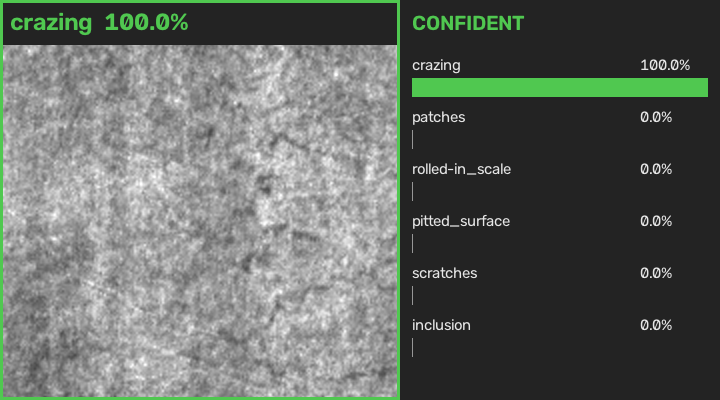 crazing 100.0%
CONFIDENT
crazing 100.0%
patches 0.0%
rolled-in_scale 0.0%
pitted_surface 0.0%
scratches 0.0%
inclusion 0.0%